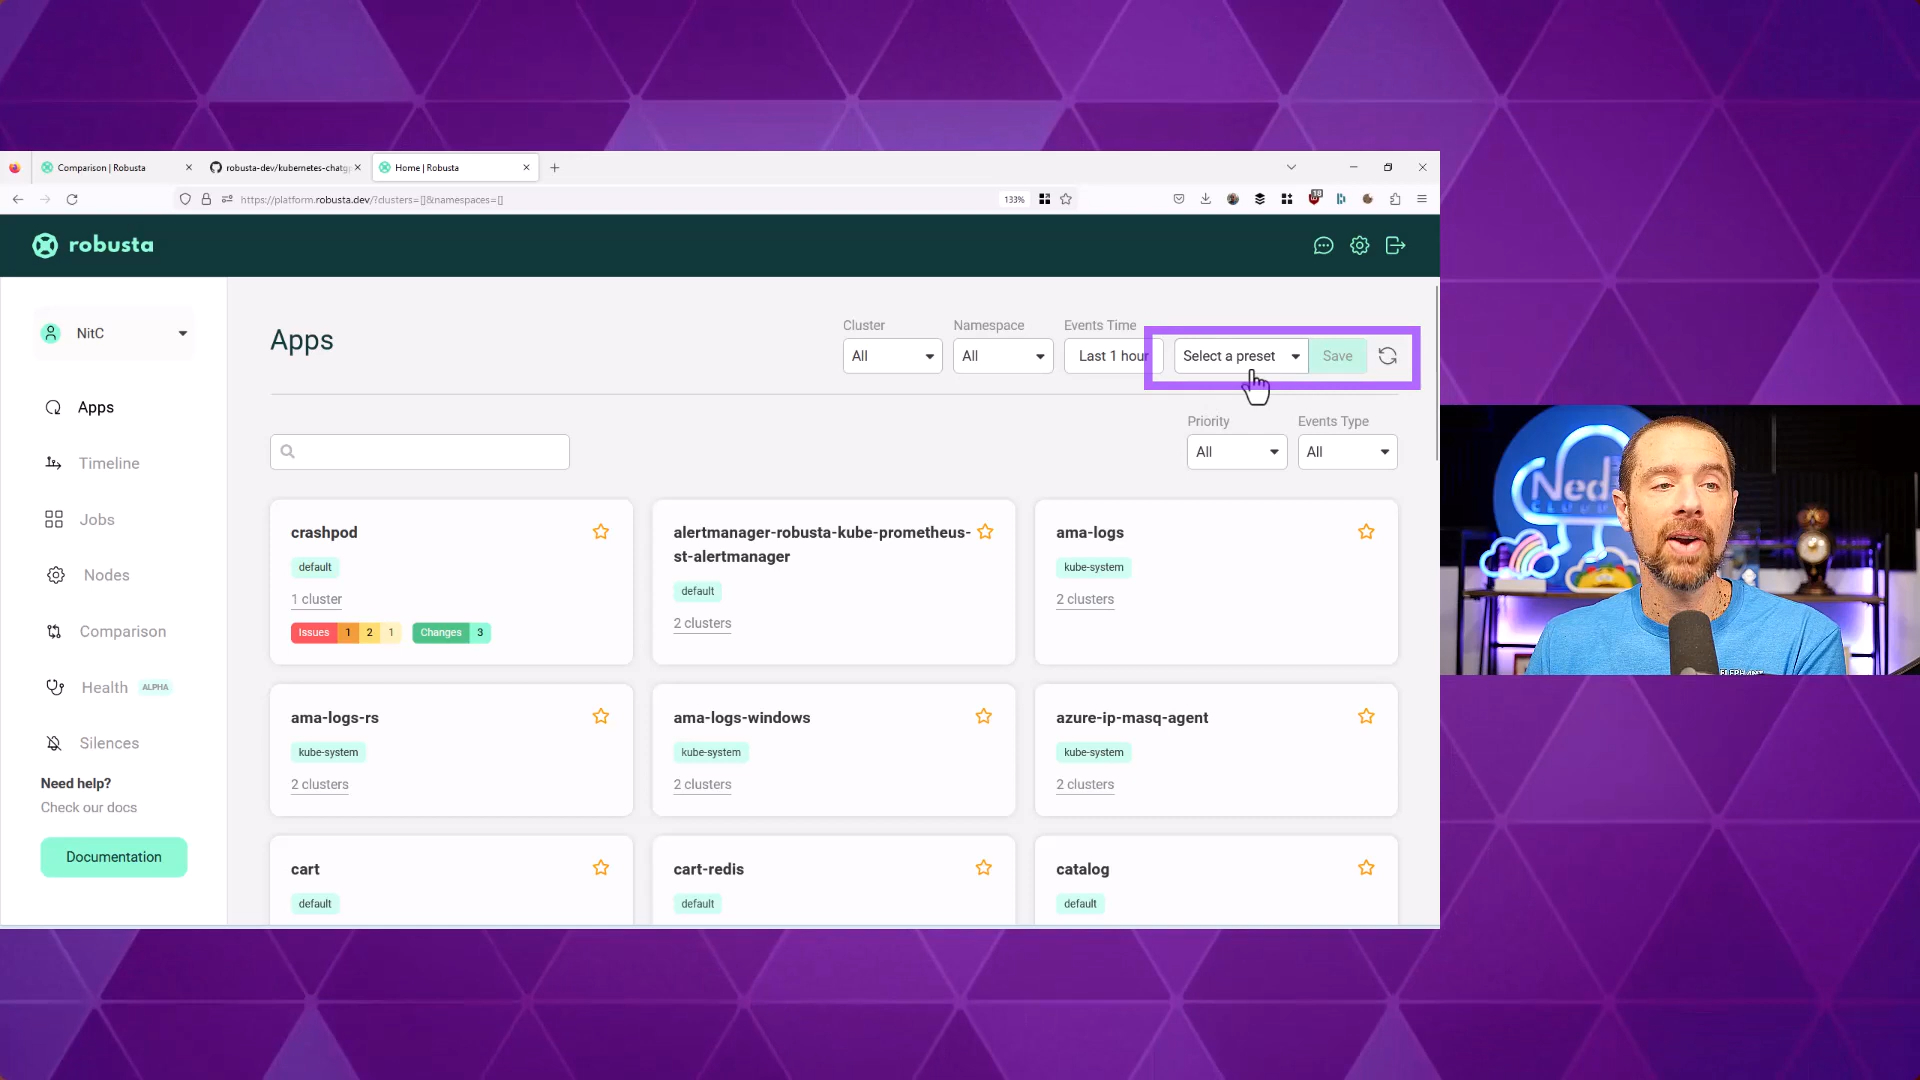 Comparison | Robusta
robusta-dev/kubernetes-chatg
Home | Robusta
https://platform.robusta.dev/?clusters=[]&namespaces=[]
133%
18
robusta
NitC
Apps
Timeline
Jobs
Nodes
Comparison
Health ALPHA
Silences
Need help?
Check our docs
Documentation
Apps
Cluster
All
Namespace
All
Events Time
Last 1 hour
Select a preset
Save
Priority
All
Events Type
All
crashpod
default
1 cluster
Issues 1 2 1 Changes 3
alertmanager-robusta-kube-prometheus-
st-alertmanager
default
2 clusters
ama-logs
kube-system
2 clusters
ama-logs-rs
kube-system
2 clusters
ama-logs-windows
kube-system
2 clusters
azure-ip-masq-agent
kube-system
2 clusters
cart
default
cart-redis
default
catalog
default
Ned